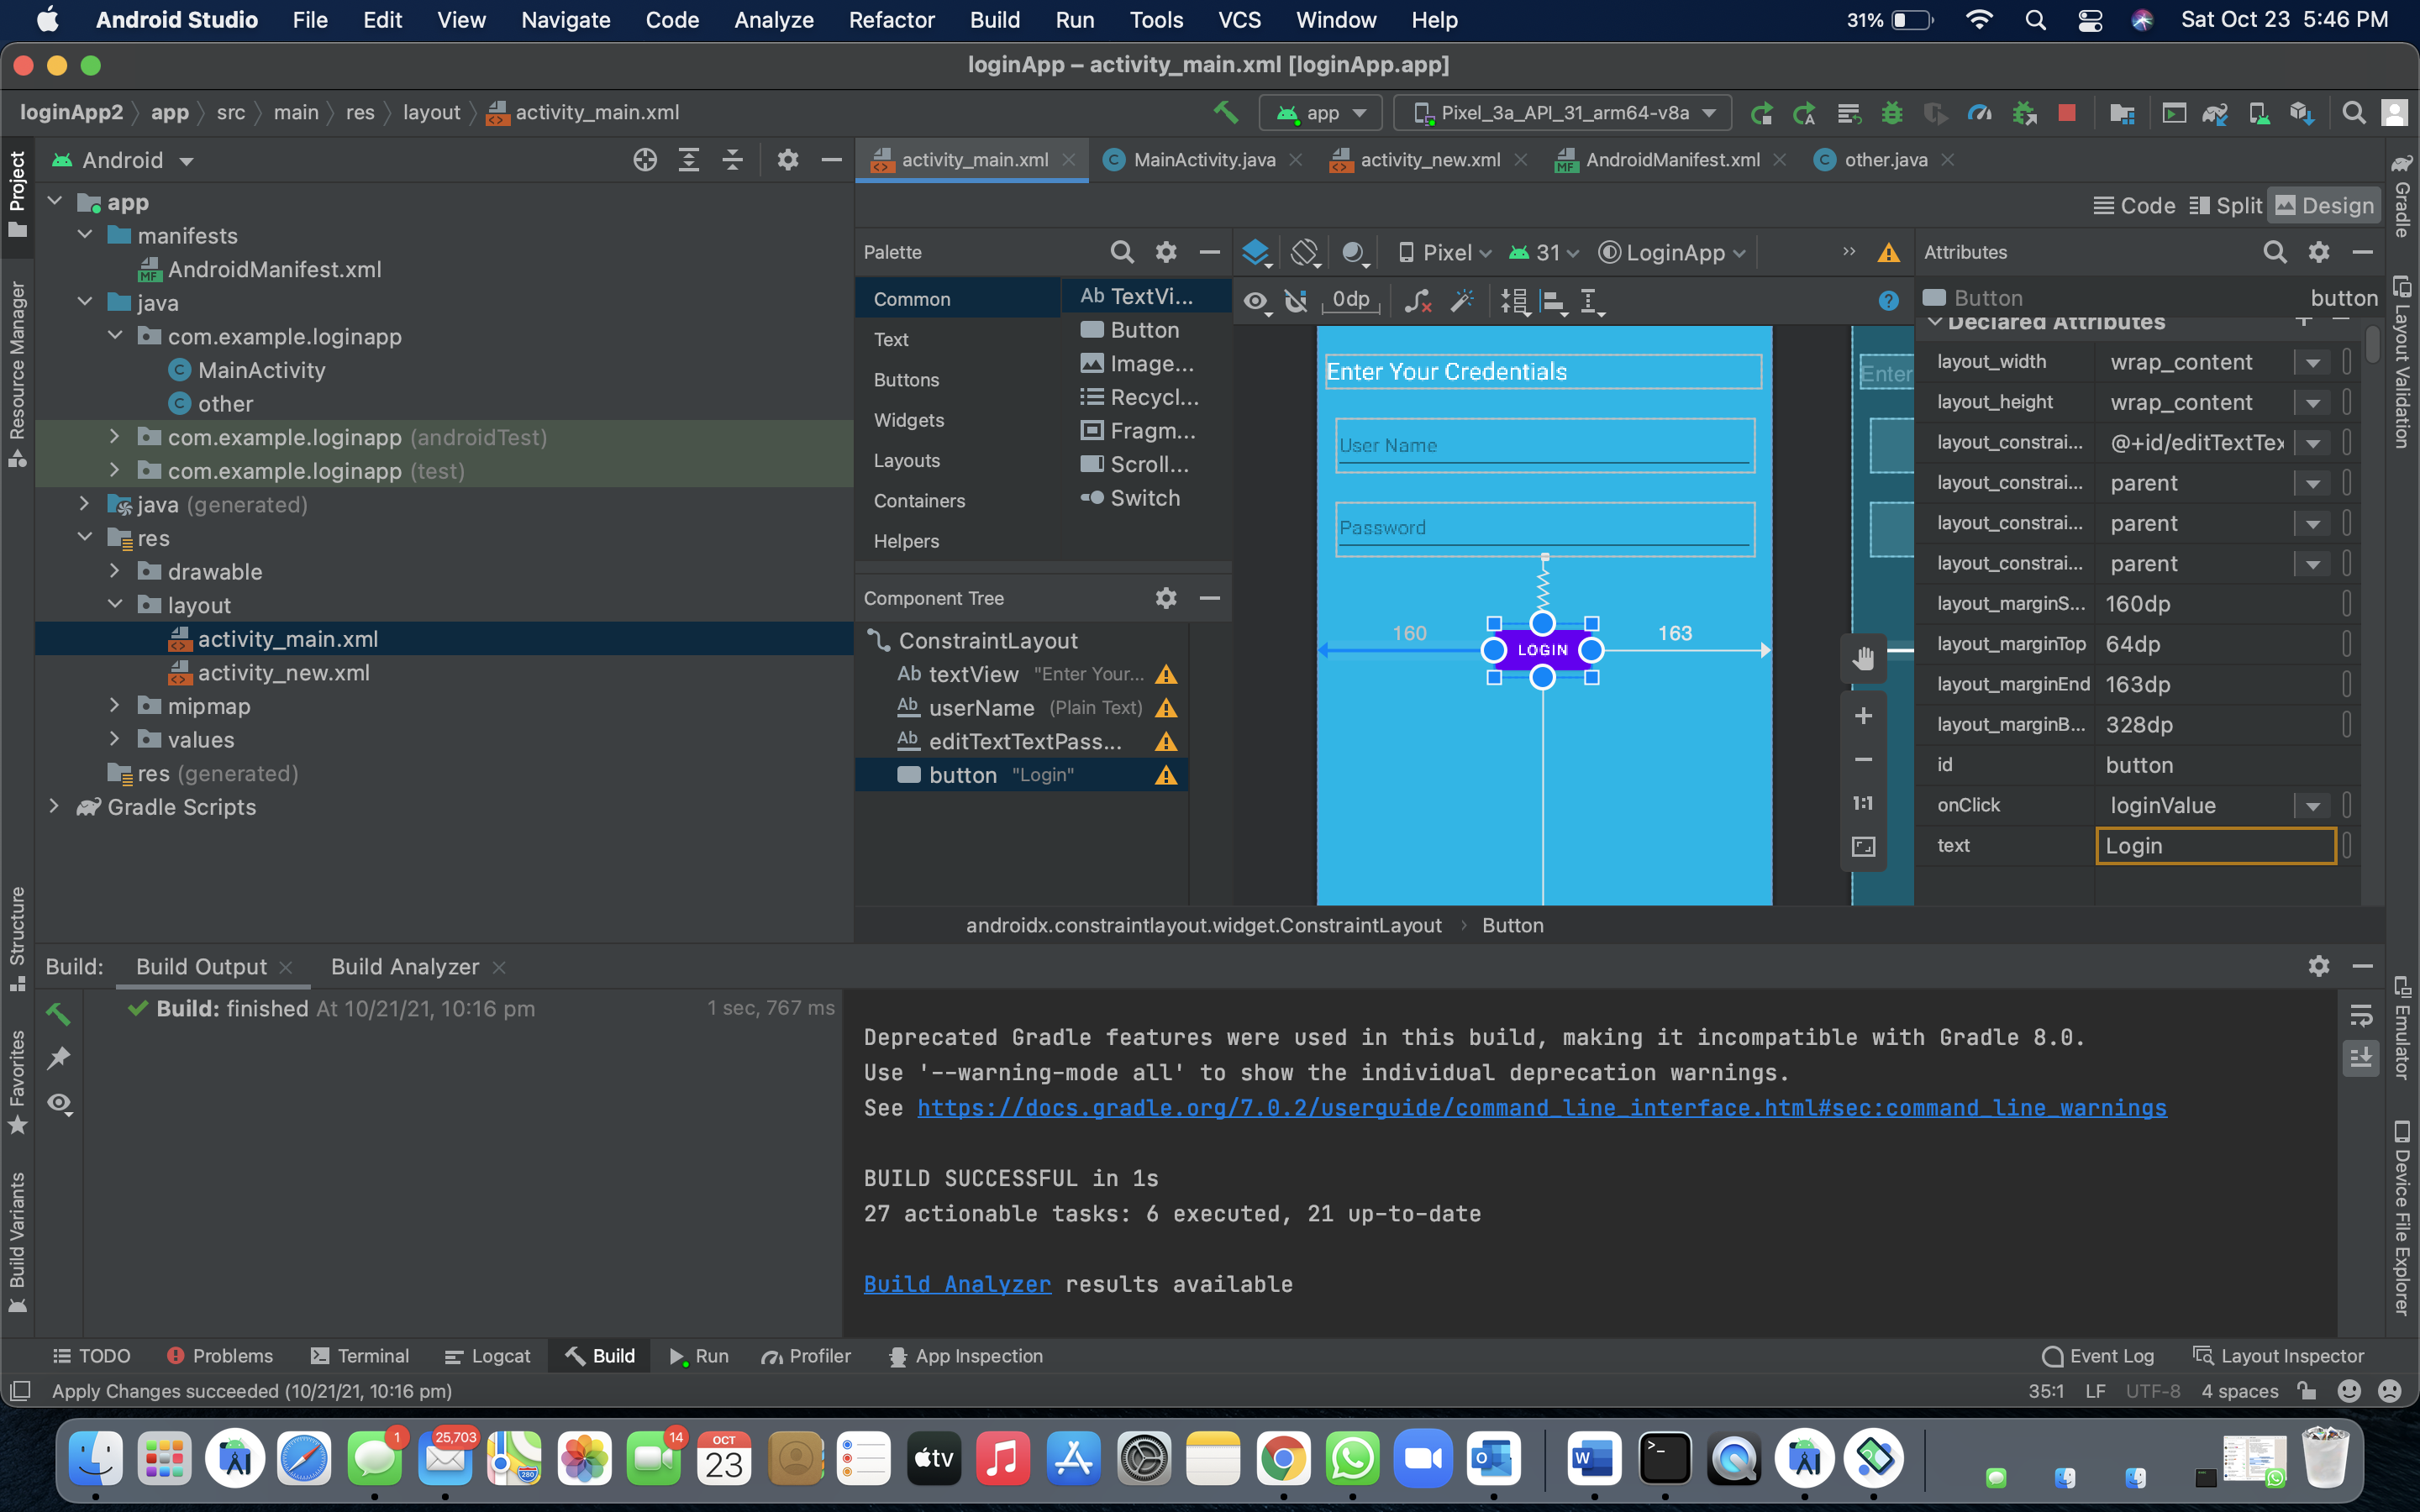 Android Studio File Edit View Navigate Code Analyze Refactor Build Run Tools VCS Window Help 31% Sat Oct 23 5:46 PM
loginApp – activity_main.xml [loginApp.app]
loginApp2 app src main res layout activity_main.xml app Pixel_3a_API_31_arm64-v8a
Android
activity_main.xml MainActivity.java activity_new.xml AndroidManifest.xml other.java
Code Split Design
Project
Resource Manager
Structure
Favorites
Build Variants
app
manifests
AndroidManifest.xml
java
com.example.loginapp
MainActivity
other
com.example.loginapp (androidTest)
com.example.loginapp (test)
java (generated)
res
drawable
layout
activity_main.xml
activity_new.xml
mipmap
values
res (generated)
Gradle Scripts
Palette
Common
Text
Buttons
Widgets
Layouts
Containers
Helpers
Ab TextVi...
Button
Image...
Recycl...
Fragm...
Scroll...
Switch
Component Tree
ConstraintLayout
Ab textView "Enter Your...
Ab userName (Plain Text)
Ab editTextTextPass...
button "Login"
Pixel 31 LoginApp
0dp
Enter Your Credentials
User Name
Password
160 LOGIN 163
Enter
1:1
androidx.constraintlayout.widget.ConstraintLayout Button
Attributes
Button button
Declared Attributes
layout_width wrap_content
layout_height wrap_content
layout_constrai... @+id/editTextTex
layout_constrai... parent
layout_constrai... parent
layout_constrai... parent
layout_marginS... 160dp
layout_marginTop 64dp
layout_marginEnd 163dp
layout_marginB... 328dp
id button
onClick loginValue
text Login
Gradle
Layout Validation
Emulator
Device File Explorer
Build: Build Output Build Analyzer
Build: finished At 10/21/21, 10:16 pm 1 sec, 767 ms
Deprecated Gradle features were used in this build, making it incompatible with Gradle 8.0.
Use '--warning-mode all' to show the individual deprecation warnings.
See https://docs.gradle.org/7.0.2/userguide/command_line_interface.html#sec:command_line_warnings
BUILD SUCCESSFUL in 1s
27 actionable tasks: 6 executed, 21 up-to-date
Build Analyzer results available
TODO Problems Terminal Logcat Build Run Profiler App Inspection Event Log Layout Inspector
Apply Changes succeeded (10/21/21, 10:16 pm) 35:1 LF UTF-8 4 spaces
1 25,703 280 14 OCT 23 tv